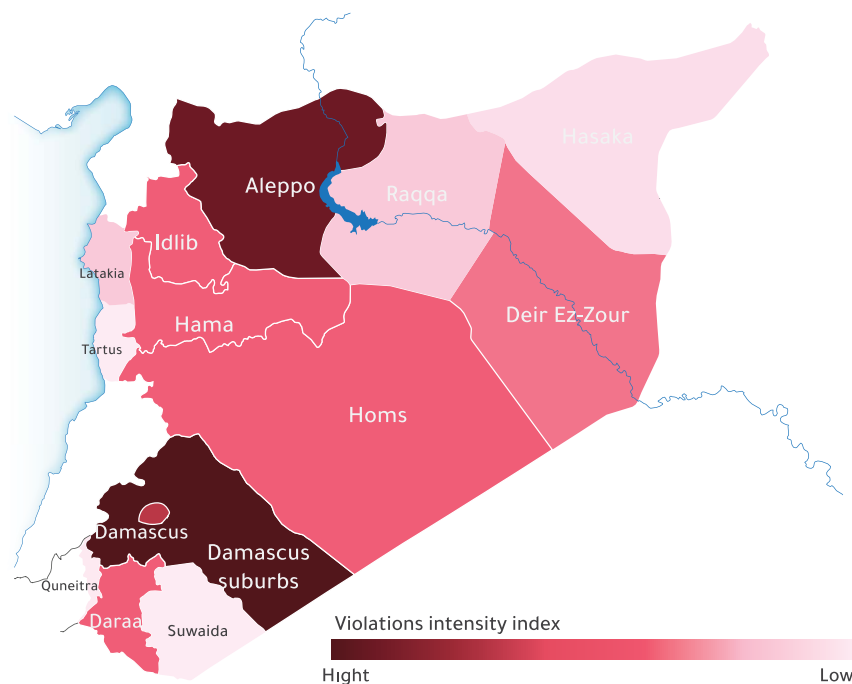 Hasaka
Aleppo
Raqqa
Idlib
Latakia
Deir Ez-Zour
Hama
Tartus
Homs
Damascus
Damascus
suburbs
Quneitra
Daraa
Suwaida
Violations intensity index
Hight
Low